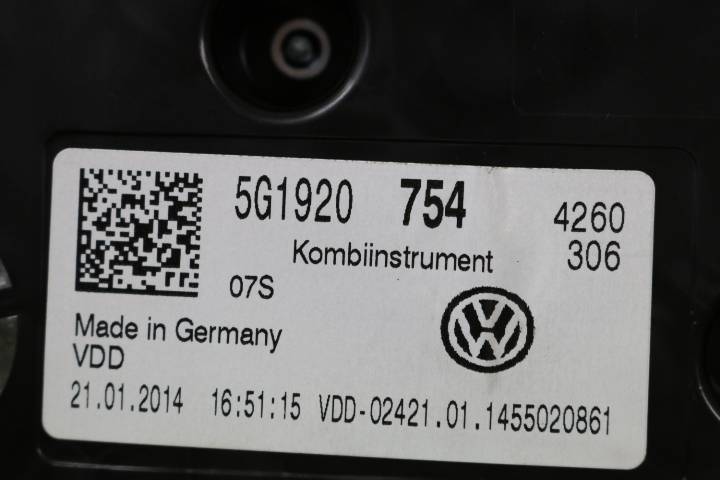 5G1920 754 4260
Kombiinstrument 306
07S
Made in Germany
VDD
21.01.2014 16:51:15 VDD-02421.01.1455020861